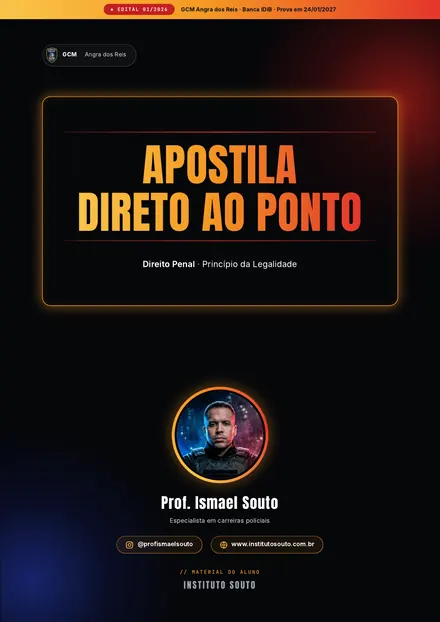 ● EDITAL 02/2026 GCM Angra dos Reis · Banca IDIB · Prova em 24/01/2027
GCM Angra dos Reis
APOSTILA
DIRETO AO PONTO
Direito Penal · Princípio da Legalidade
Prof. Ismael Souto
Especialista em carreiras policiais
@profismaelsouto www.institutosouto.com.br
// MATERIAL DO ALUNO
INSTITUTO SOUTO